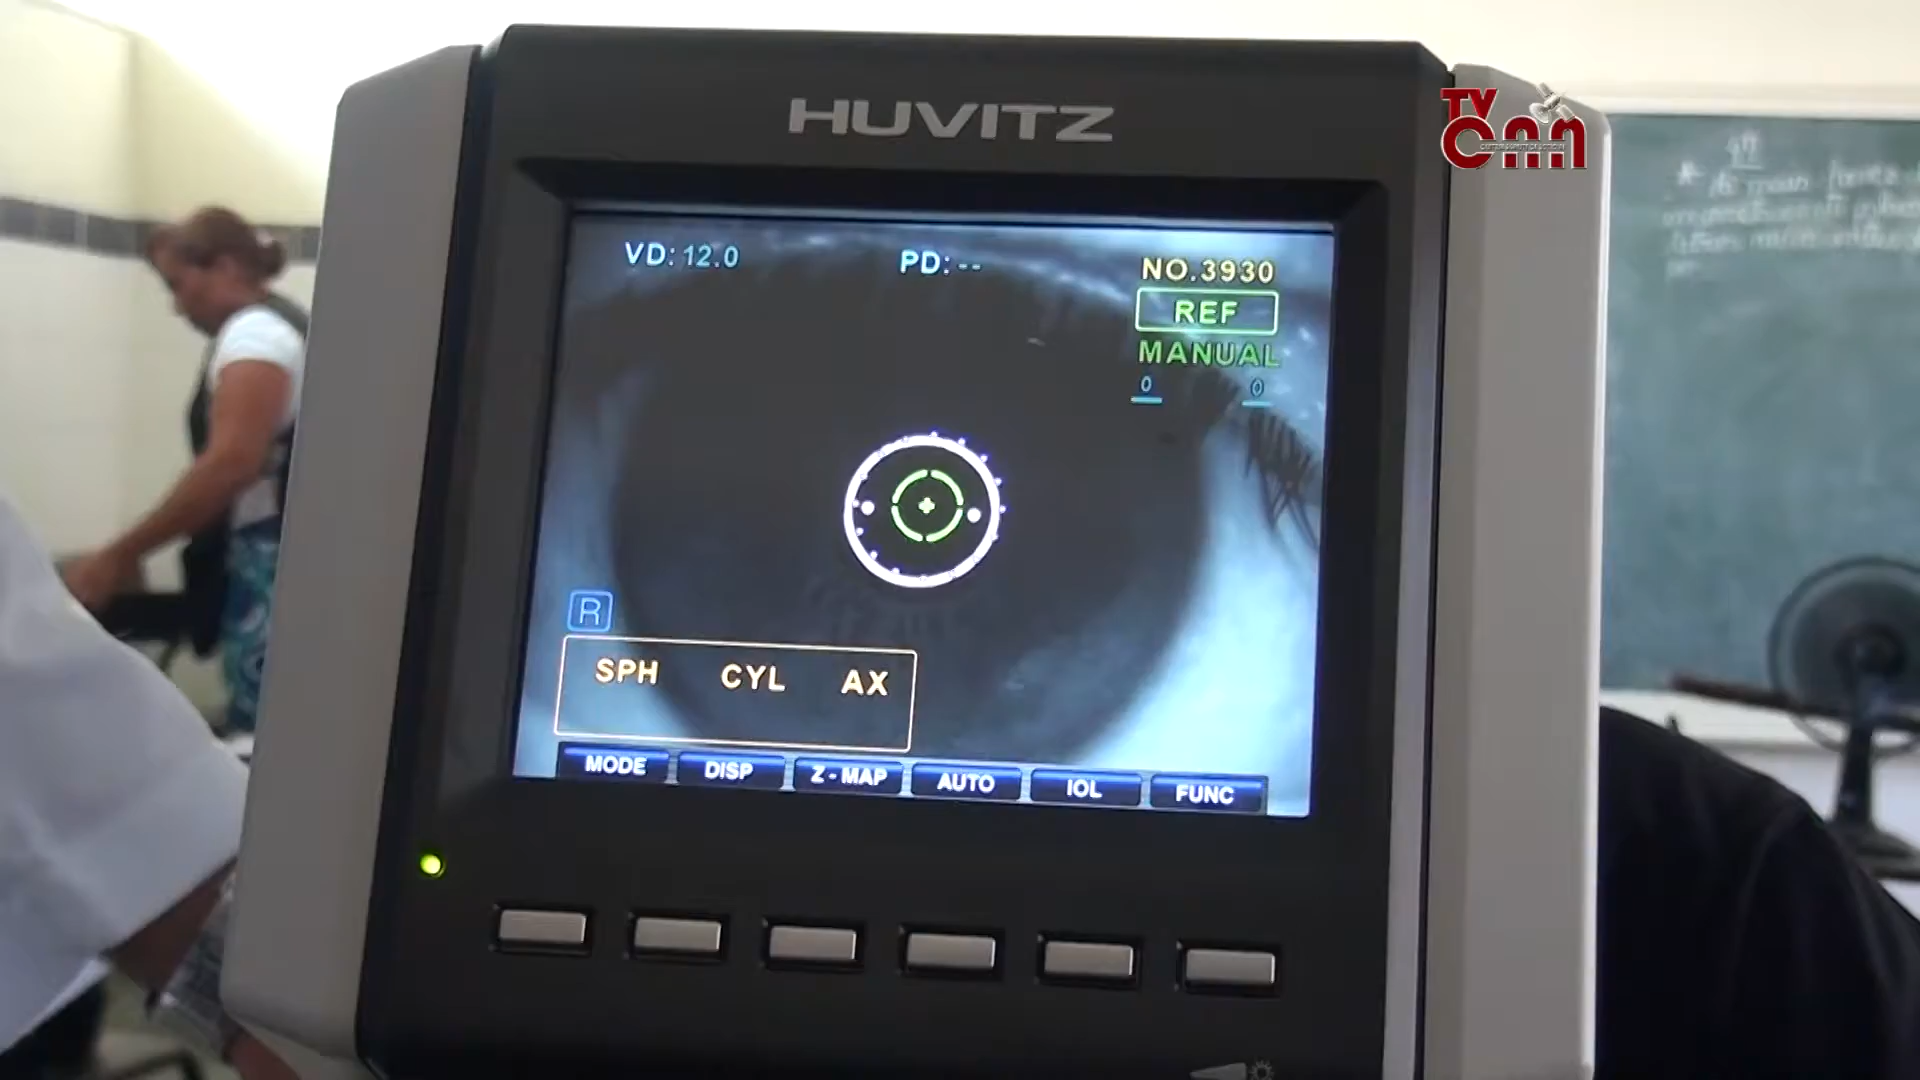 HUVITZ
TV
Cnn
VD:12.0
PD:--
NO.3930
REF
MANUAL
0 0
R
SPH CYL AX
MODE DISP Z-MAP AUTO IOL FUNC